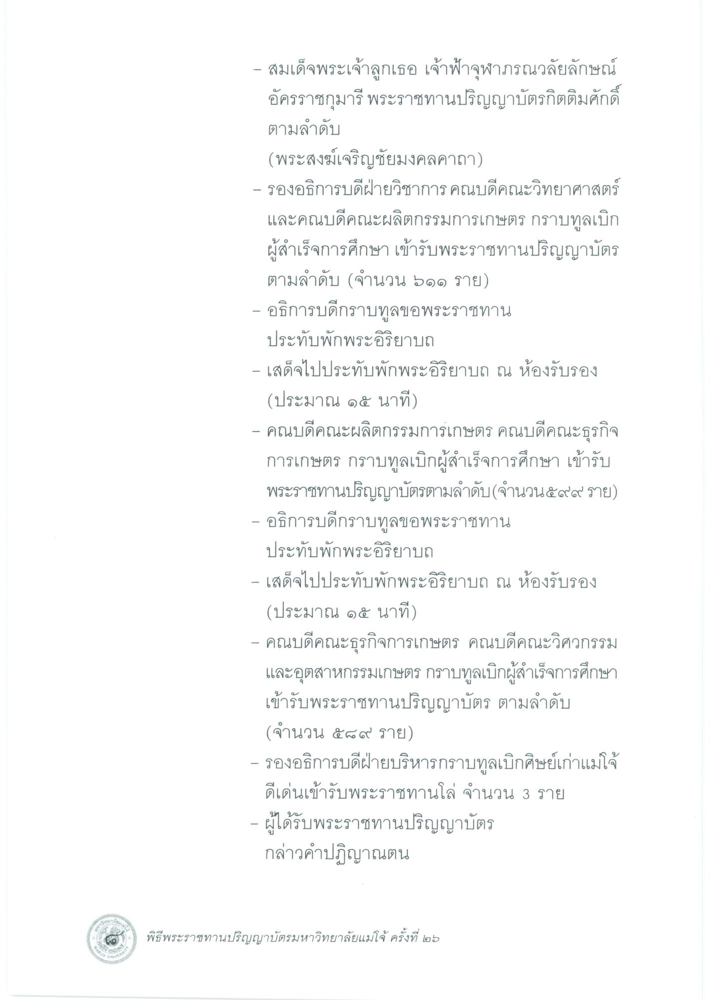 - สมเด็จพระเจ้าลูกเธอ เจ้าฟ้าจุฬาภรณวลัยลักษณ์
อัครราชกุมารี พระราชทานปริญญาบัตรกิตติมศักดิ์
ตามลำดับ
(พระสงฆ์เจริญชัยมงคลคาถา)
- รองอธิการบดีฝ่ายวิชาการ คณบดีคณะวิทยาศาสตร์
และคณบดีคณะผลิตกรรมการเกษตร กราบทูลเบิก
ผู้สำเร็จการศึกษา เข้ารับพระราชทานปริญญาบัตร
ตามลำดับ (จำนวน ๖๑๑ ราย)
- อธิการบดีกราบทูลขอพระราชทาน
ประทับพักพระอิริยาบถ
- เสด็จไปประทับพักพระอิริยาบถ ณ ห้องรับรอง
(ประมาณ ๑๕ นาที)
- คณบดีคณะผลิตกรรมการเกษตร คณบดีคณะธุรกิจ
การเกษตร กราบทูลเบิกผู้สำเร็จการศึกษา เข้ารับ
พระราชทานปริญญาบัตรตามลำดับ(จำนวน๕๙๙ ราย)
- อธิการบดีกราบทูลขอพระราชทาน
ประทับพักพระอิริยาบถ
- เสด็จไปประทับพักพระอิริยาบถ ณ ห้องรับรอง
(ประมาณ ๑๕ นาที)
- คณบดีคณะธุรกิจการเกษตร คณบดีคณะวิศวกรรม
และอุตสาหกรรมเกษตร กราบทูลเบิกผู้สำเร็จการศึกษา
เข้ารับพระราชทานปริญญาบัตร ตามลำดับ
(จำนวน ๕๘๙ ราย)
- รองอธิการบดีฝ่ายบริหารกราบทูลเบิกศิษย์เก่าแม่โจ้
ดีเด่นเข้ารับพระราชทานโล่ จำนวน 3 ราย
- ผู้ได้รับพระราชทานปริญญาบัตร
กล่าวคำปฏิญาณตน
มหาวิทยาลัยแม่โจ้
๘
MAEJO UNIVERSITY
พิธีพระราชทานปริญญาบัตรมหาวิทยาลัยแม่โจ้ ครั้งที่ ๒๖